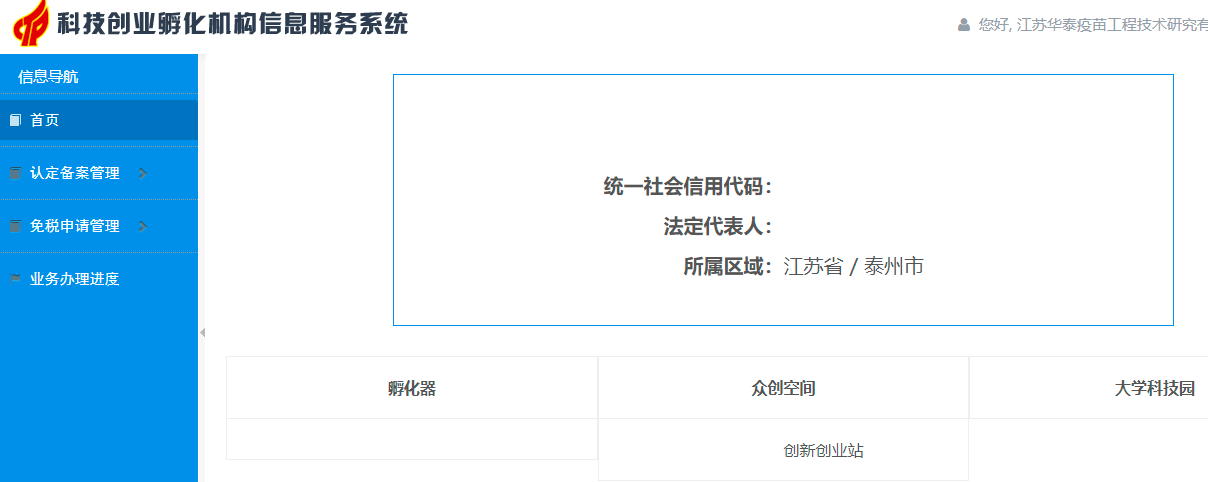 科技创业孵化机构信息服务系统
您好, 江苏华泰疫苗工程技术研究有
信息导航
首页
认定备案管理
免税申请管理
业务办理进度
统一社会信用代码：
法定代表人：
所属区域：江苏省 / 泰州市
孵化器
众创空间
大学科技园
创新创业站